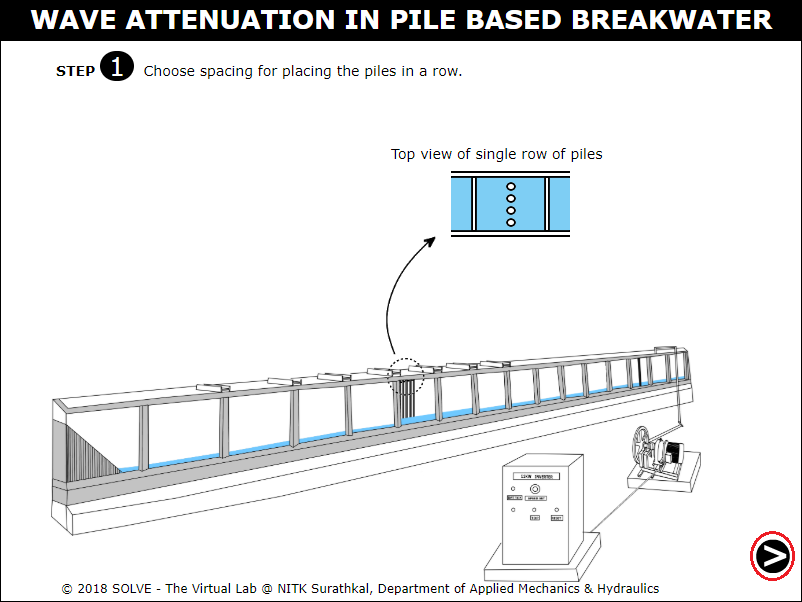 WAVE ATTENUATION IN PILE BASED BREAKWATER
STEP 1 Choose spacing for placing the piles in a row.
Top view of single row of piles
© 2018 SOLVE - The Virtual Lab @ NITK Surathkal, Department of Applied Mechanics & Hydraulics